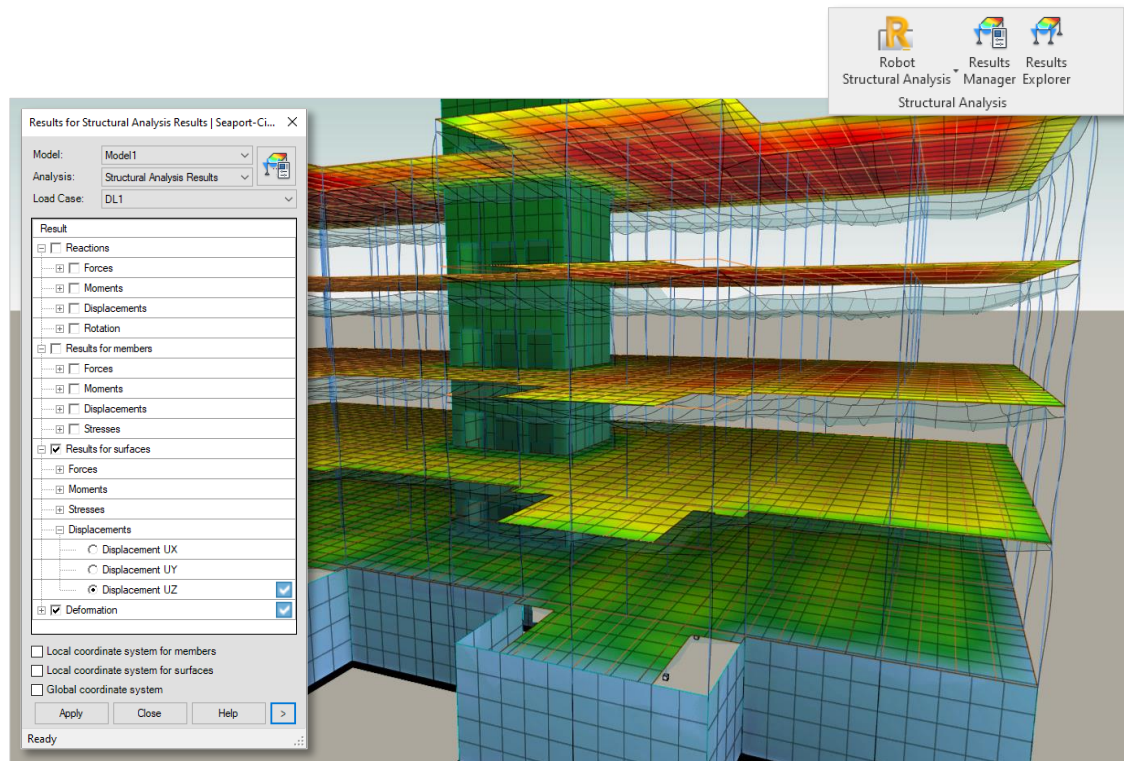 Robot
Structural Analysis
Results
Manager
Results
Explorer
Structural Analysis
Results for Structural Analysis Results | Seaport-Ci...
Model: Model1
Analysis: Structural Analysis Results
Load Case: DL1
Result
Reactions
Forces
Moments
Displacements
Rotation
Results for members
Forces
Moments
Displacements
Stresses
Results for surfaces
Forces
Moments
Stresses
Displacements
Displacement UX
Displacement UY
Displacement UZ
Deformation
Local coordinate system for members
Local coordinate system for surfaces
Global coordinate system
Apply Close Help >
Ready